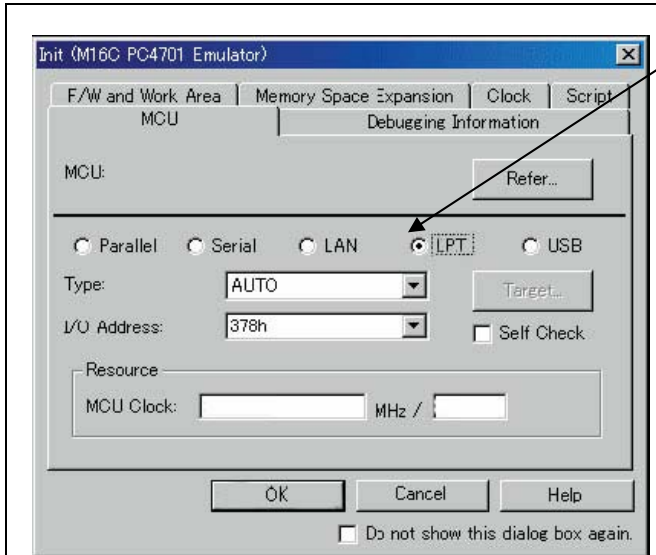 Init (M16C PC4701 Emulator)
F/W and Work Area Memory Space Expansion Clock Script
MCU Debugging Information
MCU:
Refer...
Parallel Serial LAN LPT USB
Type: AUTO Target...
I/O Address: 378h Self Check
Resource
MCU Clock: MHz /
OK Cancel Help
Do not show this dialog box again.